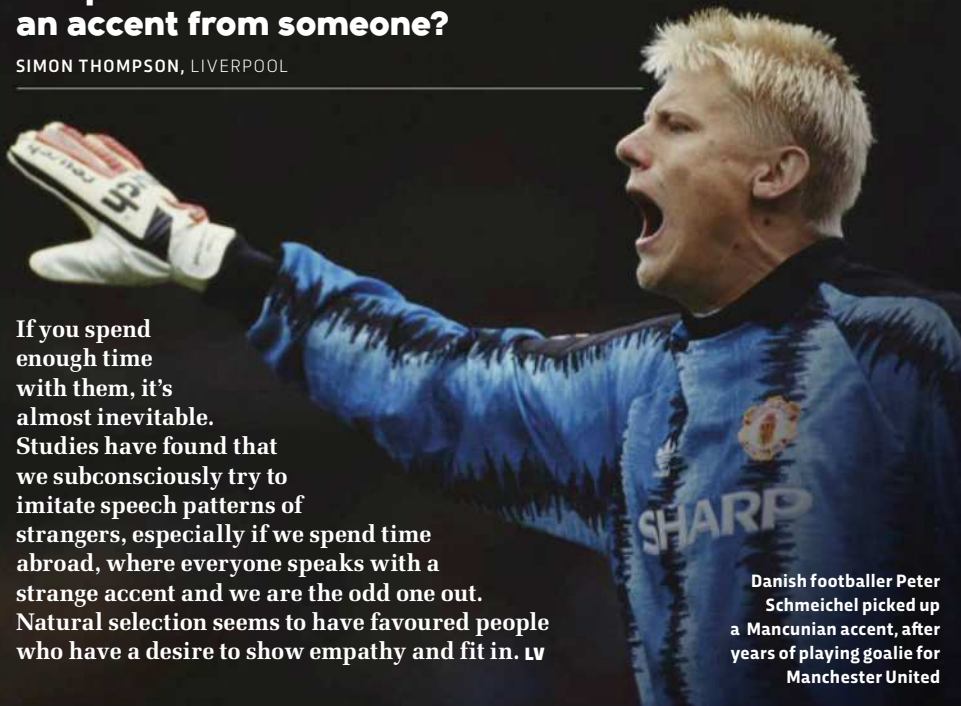 an accent from someone?
SIMON THOMPSON, LIVERPOOL
reusch
If you spend
enough time
with them, it's
almost inevitable.
Studies have found that
we subconsciously try to
imitate speech patterns of
strangers, especially if we spend time
abroad, where everyone speaks with a
strange accent and we are the odd one out.
Natural selection seems to have favoured people
who have a desire to show empathy and fit in. LV
SHARP
Danish footballer Peter
Schmeichel picked up
a Mancunian accent, after
years of playing goalie for
Manchester United